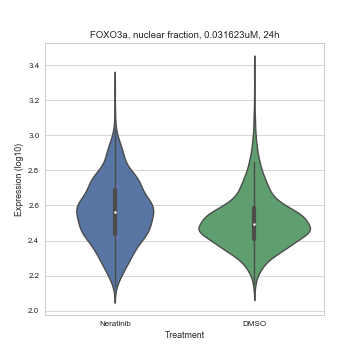 FOXO3a, nuclear fraction, 0.031623uM, 24h
3.4
3.2
3.0
2.8
2.6
2.4
2.2
2.0
Expression (log10)
Neratinib
DMSO
Treatment